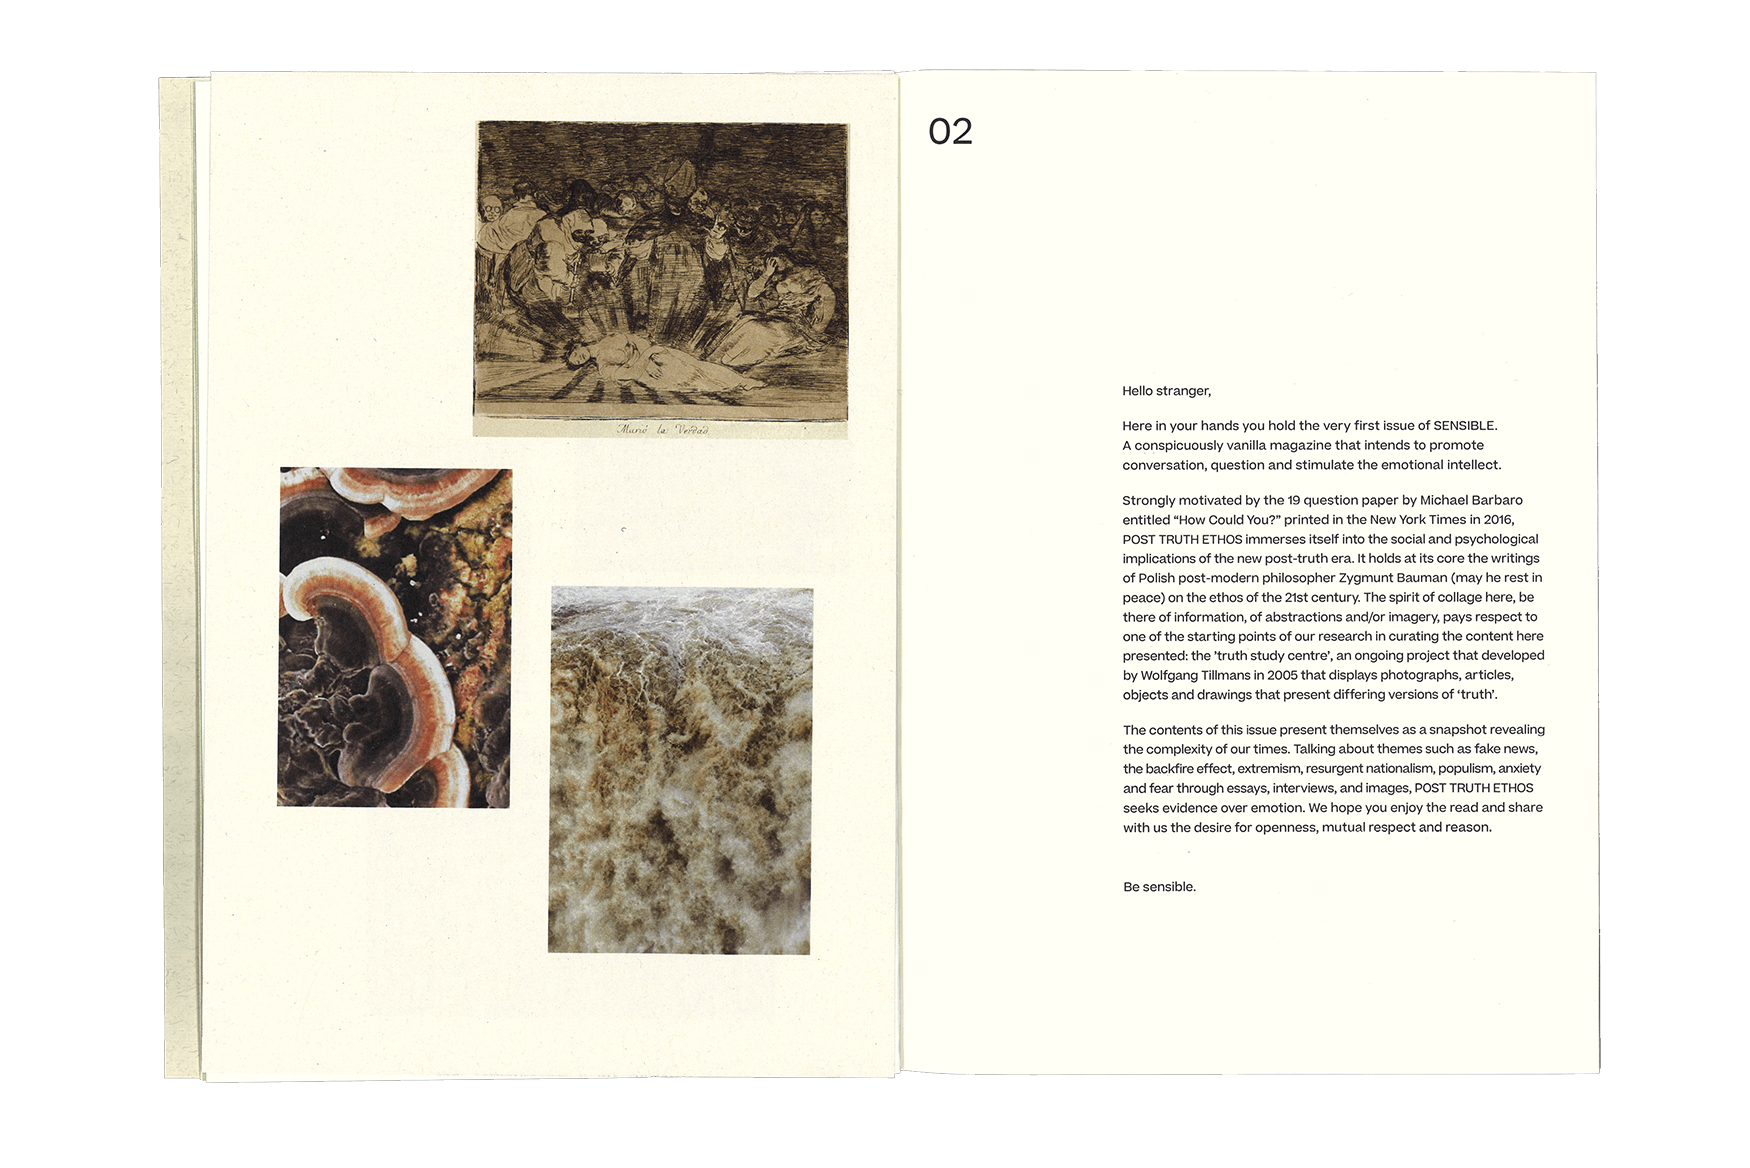 Murió la Verdad.
02
Hello stranger,
Here in your hands you hold the very first issue of SENSIBLE.
A conspicuously vanilla magazine that intends to promote
conversation, question and stimulate the emotional intellect.
Strongly motivated by the 19 question paper by Michael Barbaro
entitled “How Could You?” printed in the New York Times in 2016,
POST TRUTH ETHOS immerses itself into the social and psychological
implications of the new post-truth era. It holds at its core the writings
of Polish post-modern philosopher Zygmunt Bauman (may he rest in
peace) on the ethos of the 21st century. The spirit of collage here, be
there of information, of abstractions and/or imagery, pays respect to
one of the starting points of our research in curating the content here
presented: the ’truth study centre’, an ongoing project that developed
by Wolfgang Tillmans in 2005 that displays photographs, articles,
objects and drawings that present differing versions of ‘truth’.
The contents of this issue present themselves as a snapshot revealing
the complexity of our times. Talking about themes such as fake news,
the backfire effect, extremism, resurgent nationalism, populism, anxiety
and fear through essays, interviews, and images, POST TRUTH ETHOS
seeks evidence over emotion. We hope you enjoy the read and share
with us the desire for openness, mutual respect and reason.
Be sensible.